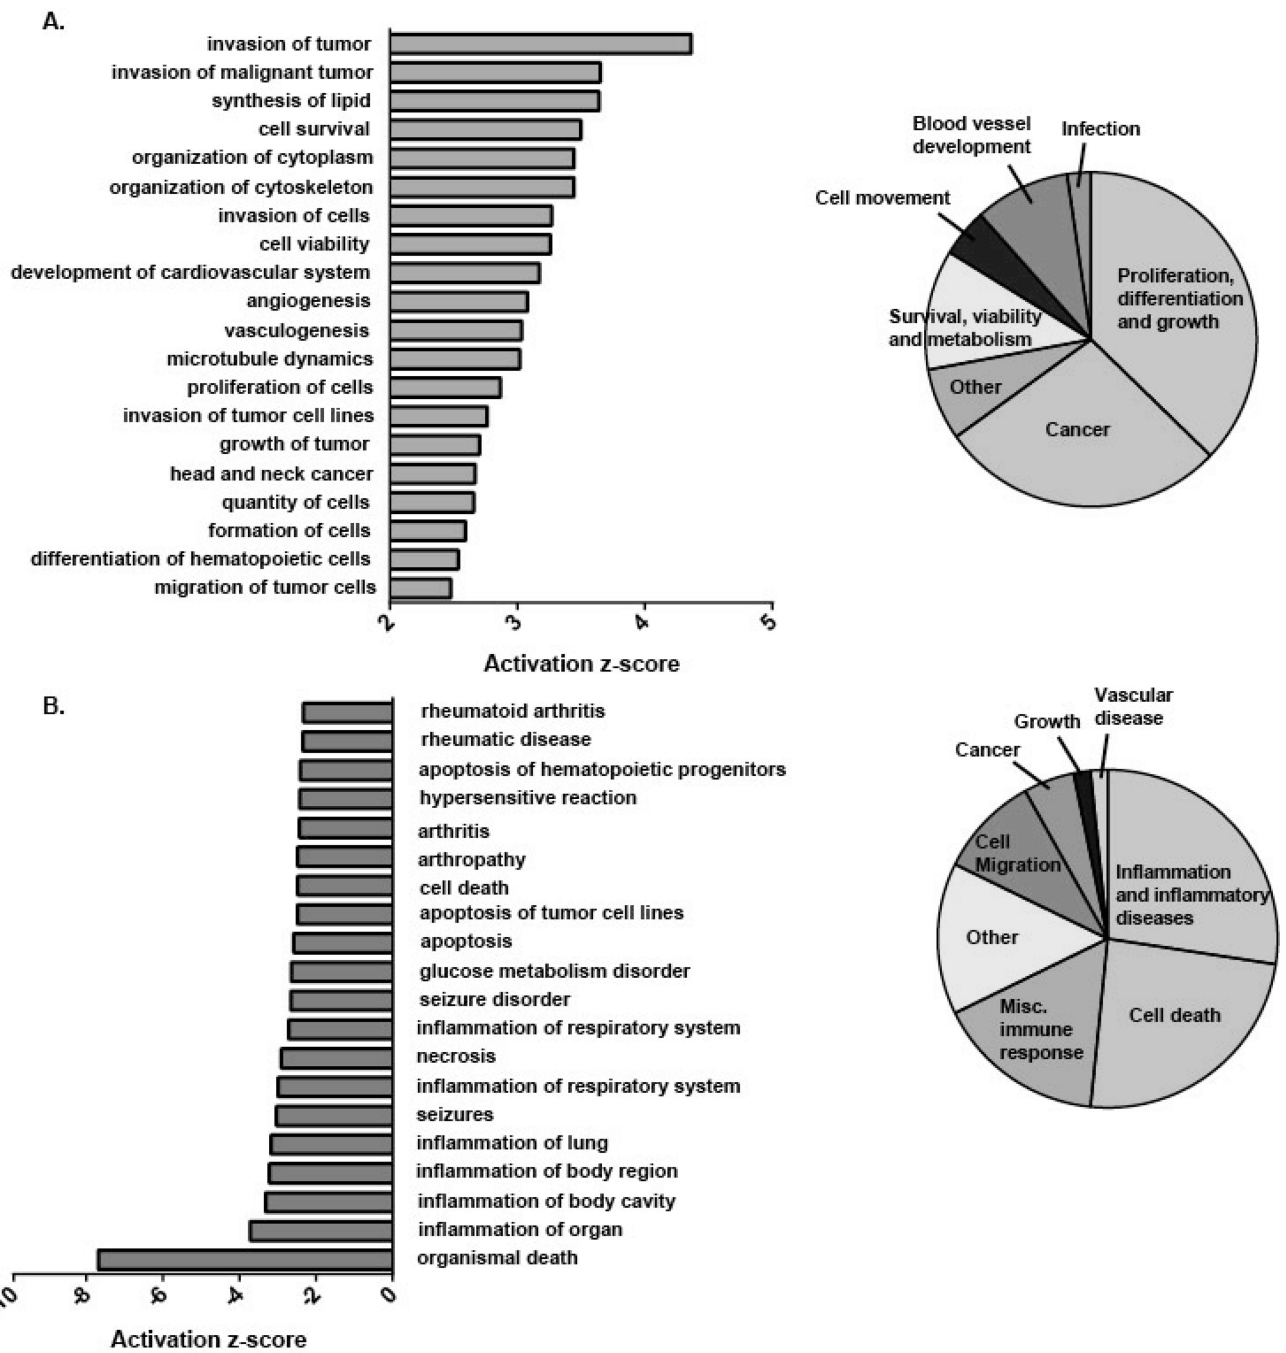 A.
invasion of tumor
invasion of malignant tumor
synthesis of lipid
cell survival
organization of cytoplasm
organization of cytoskeleton
invasion of cells
cell viability
development of cardiovascular system
angiogenesis
vasculogenesis
microtubule dynamics
proliferation of cells
invasion of tumor cell lines
growth of tumor
head and neck cancer
quantity of cells
formation of cells
differentiation of hematopoietic cells
migration of tumor cells
2
3
4
5
Activation z-score
Blood vessel
development
Infection
Cell movement
Proliferation,
differentiation
and growth
Survival, viability
and metabolism
Other
Cancer
B.
rheumatoid arthritis
rheumatic disease
apoptosis of hematopoietic progenitors
hypersensitive reaction
arthritis
arthropathy
cell death
apoptosis of tumor cell lines
apoptosis
glucose metabolism disorder
seizure disorder
inflammation of respiratory system
necrosis
inflammation of respiratory system
seizures
inflammation of lung
inflammation of body region
inflammation of body cavity
inflammation of organ
organismal death
10
-8
-6
-4
-2
0
Activation z-score
Vascular
disease
Growth
Cancer
Cell
Migration
Inflammation
and inflammatory
diseases
Other
Misc.
immune
response
Cell death